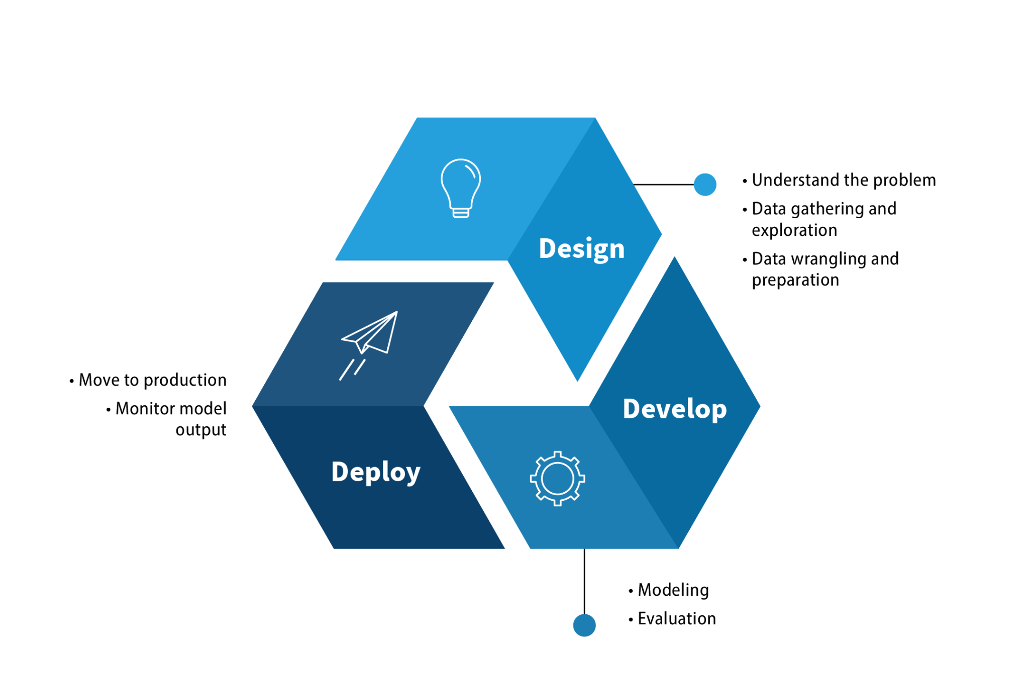 Design
• Understand the problem
• Data gathering and
exploration
• Data wrangling and
preparation
Develop
• Modeling
• Evaluation
Deploy
• Move to production
• Monitor model
output